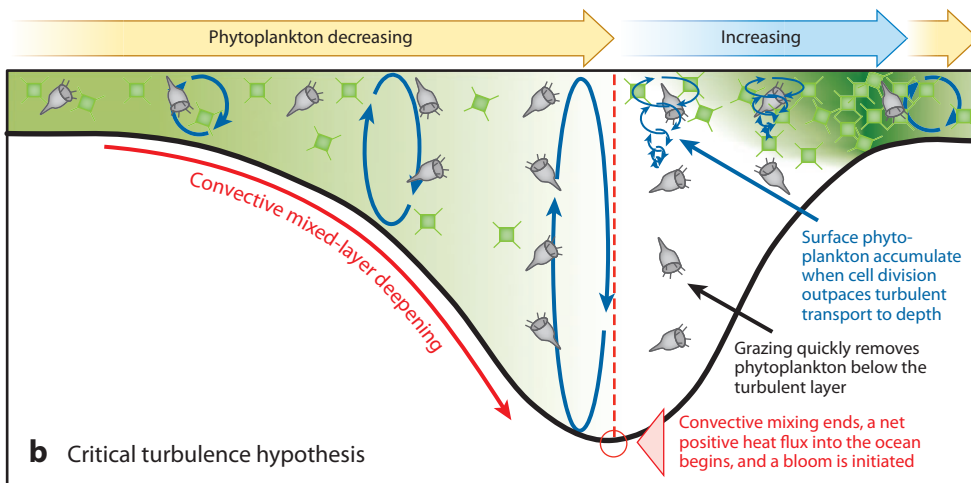 Phytoplankton decreasing
Increasing
Convective mixed-layer deepening
Surface phyto-
plankton accumulate
when cell division
outpaces turbulent
transport to depth
Grazing quickly removes
phytoplankton below the
turbulent layer
Convective mixing ends, a net
positive heat flux into the ocean
begins, and a bloom is initiated
b Critical turbulence hypothesis